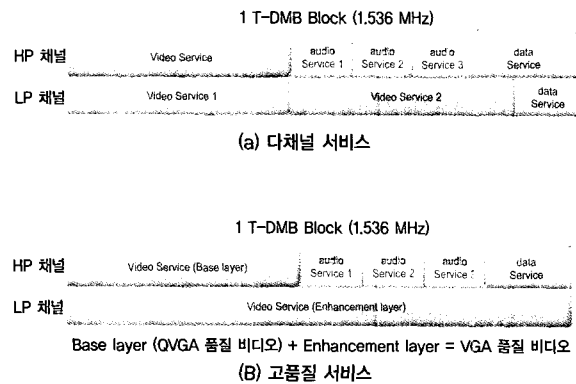 1 T-DMB Block (1.536 MHz)
HP 채널 Video Service audio Service 1 audio Service 2 audio Service 3 data Service
LP 채널 Video Service 1 Video Service 2 data Service
(a) 다채널 서비스
1 T-DMB Block (1.536 MHz)
HP 채널 Video Service (Base layer) audio Service 1 audio Service 2 audio Service 3 data Service
LP 채널 Video Service (Enhancement layer)
Base layer (QVGA 품질 비디오) + Enhancement layer = VGA 품질 비디오
(B) 고품질 서비스